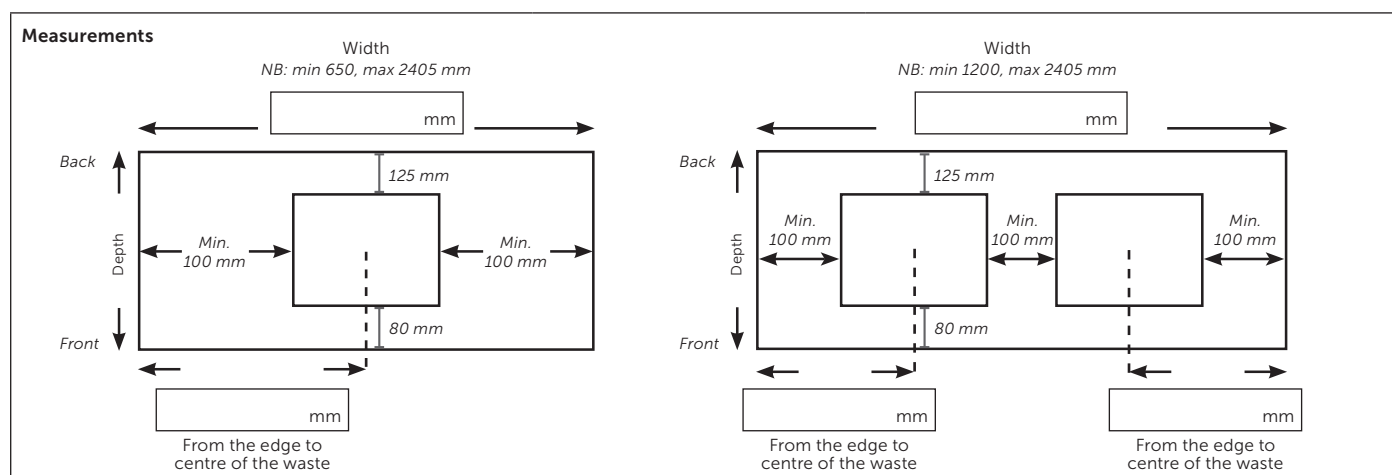 Measurements
Width
NB: min 650, max 2405 mm
mm
Back
125 mm
Depth
Min.
100 mm
Min.
100 mm
80 mm
Front
mm
From the edge to
centre of the waste
Width
NB: min 1200, max 2405 mm
mm
Back
125 mm
Depth
Min.
100 mm
Min.
100 mm
Min.
100 mm
80 mm
Front
mm
From the edge to
centre of the waste
mm
From the edge to
centre of the waste